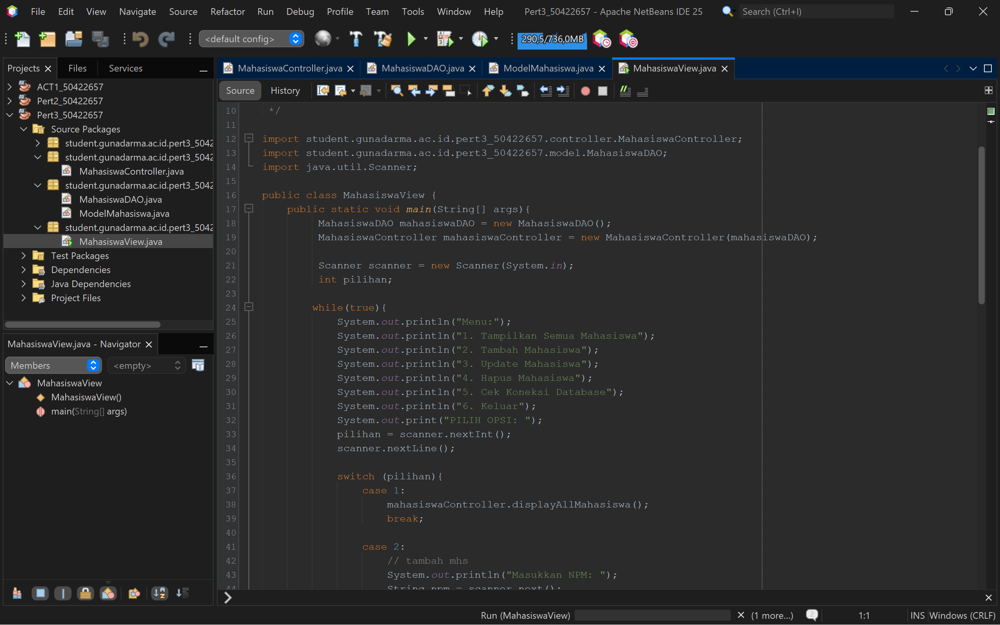 File Edit View Navigate Source Refactor Run Debug Profile Team Tools Window Help Pert3_50422657 - Apache NetBeans IDE 25 Search (Ctrl+I)
<default config> 290,5/736,0MB
Projects Files Services
ACT1_50422657
Pert2_50422657
Pert3_50422657
Source Packages
student.gunadarma.ac.id.pert3_5042
student.gunadarma.ac.id.pert3_5042
MahasiswaController.java
student.gunadarma.ac.id.pert3_5042
MahasiswaDAO.java
ModelMahasiswa.java
student.gunadarma.ac.id.pert3_5042
MahasiswaView.java
Test Packages
Dependencies
Java Dependencies
Project Files
MahasiswaView.java - Navigator
Members <empty>
MahasiswaView
MahasiswaView()
main(String[] args)
MahasiswaController.java MahasiswaDAO.java ModelMahasiswa.java MahasiswaView.java
Source History
10 */
11
12 import student.gunadarma.ac.id.pert3_50422657.controller.MahasiswaController;
13 import student.gunadarma.ac.id.pert3_50422657.model.MahasiswaDAO;
14 import java.util.Scanner;
15
16 public class MahasiswaView {
17 public static void main(String[] args){
18 MahasiswaDAO mahasiswaDAO = new MahasiswaDAO();
19 MahasiswaController mahasiswaController = new MahasiswaController(mahasiswaDAO);
20
21 Scanner scanner = new Scanner(System.in);
22 int pilihan;
23
24 while(true){
25 System.out.println("Menu:");
26 System.out.println("1. Tampilkan Semua Mahasiswa");
27 System.out.println("2. Tambah Mahasiswa");
28 System.out.println("3. Update Mahasiswa");
29 System.out.println("4. Hapus Mahasiswa");
30 System.out.println("5. Cek Koneksi Database");
31 System.out.println("6. Keluar");
32 System.out.print("PILIH OPSI: ");
33 pilihan = scanner.nextInt();
34 scanner.nextLine();
35
36 switch (pilihan){
37 case 1:
38 mahasiswaController.displayAllMahasiswa();
39 break;
40
41 case 2:
42 // tambah mhs
43 System.out.println("Masukkan NPM: ");
44 String npm = scanner.next();
Run (MahasiswaView) (1 more...) 2 1:1 INS Windows (CRLF)